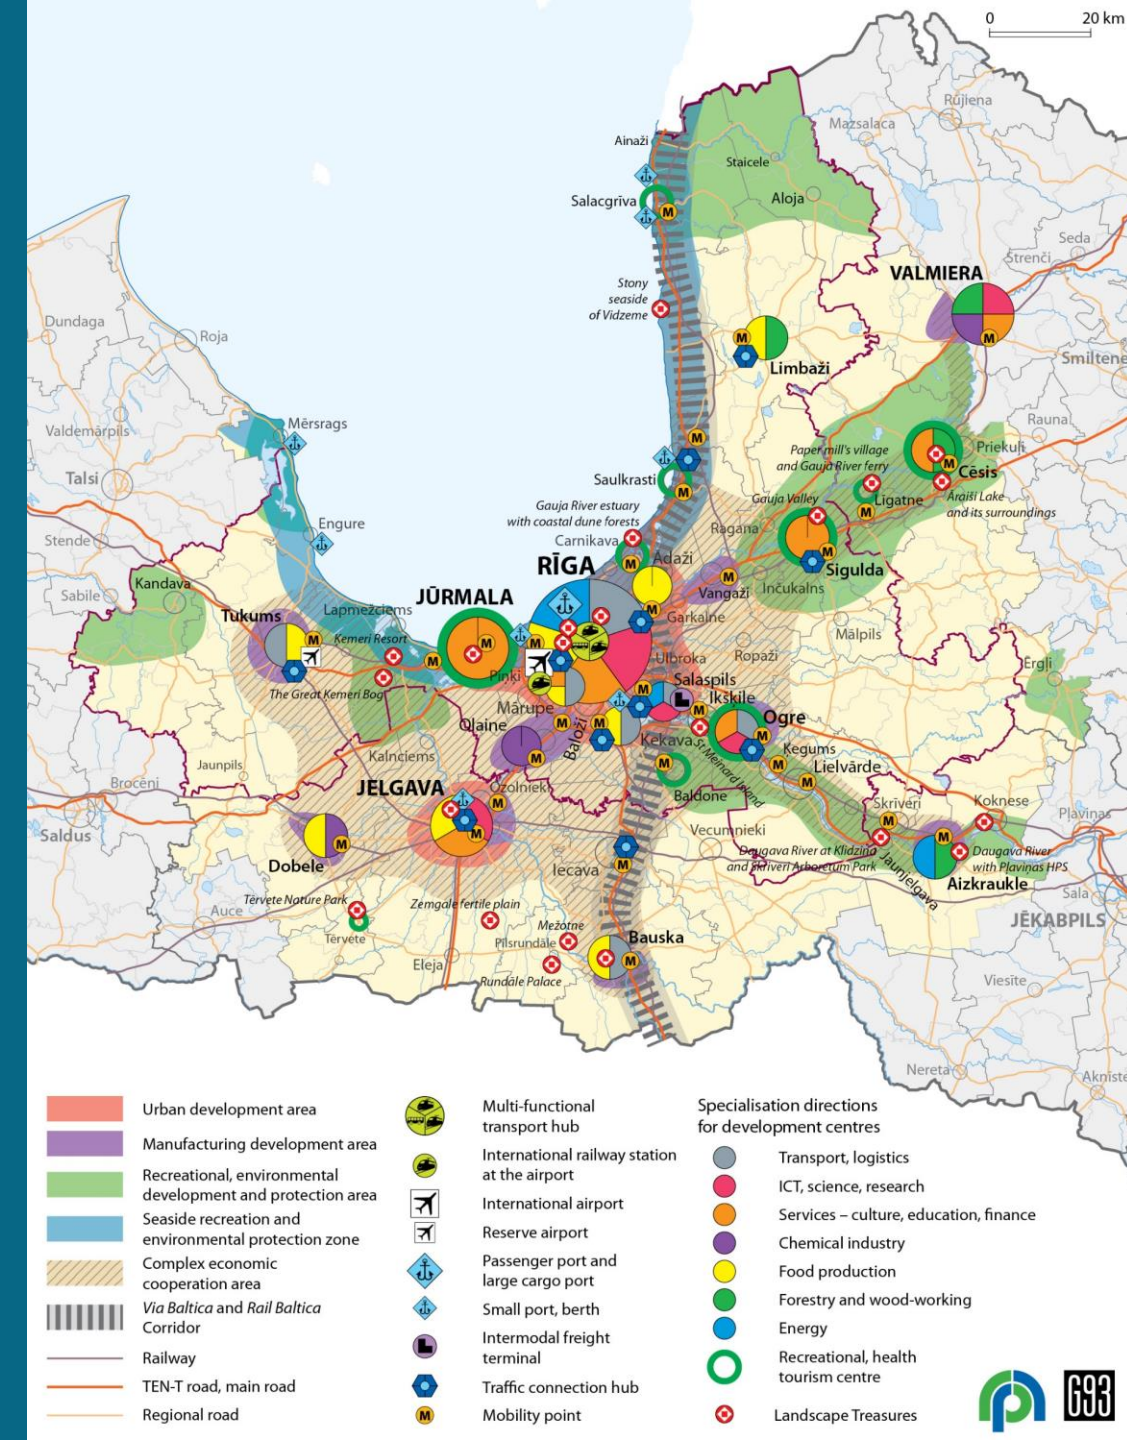 0 20 km
Rūjiena
Mazsalaca
Ainaži
Staicele
Salacgrīva
Aloja
Seda
Strenči
VALMIERA
Stony
seaside
of Vidzeme
Dundaga
Roja
Limbaži
Smiltene
Mērsrags
Rauna
Valdemārpils
Paper mill's village
and Gauja River ferry
Priekuļi
Cēsis
Talsi
Saulkrasti
Gauja Valley
Līgatne
Āraiši Lake
and its surroundings
Gauja River estuary
with coastal dune forests
Engure
Ragana
Stende
Carnikava
Ādaži
RĪGA
Sigulda
Inčukalns
Vangaži
Kandava
Sabile
JŪRMALA
Lapmežciems
Garkalne
Tukums
Ķemeri Resort
Mālpils
Ulbroka
Ropaži
Ērgļi
Piņķi
Salaspils
The Great Ķemeri Bog
Ikšķile
Mārupe
Ogre
Olaine
Baloži
Ķekava
St Meinard Island
Ķegums
Kalnciems
Jaunpils
Lielvārde
Brocēni
JELGAVA
Ozolnieki
Baldone
Skrīveri
Koknese
Pļaviņas
Saldus
Vecumnieki
Daugava River at Klidziņa
and Skrīveri Arboretum Park
Daugava River
with Pļaviņas HPS
Dobele
Iecava
Jaunjelgava
Aizkraukle
Sala
Tērvete Nature Park
Zemgale fertile plain
Auce
JĒKABPILS
Mežotne
Tērvete
Pilsrundāle
Bauska
Eleja
Rundāle Palace
Viesīte
Nereta
Aknīste
Urban development area
Manufacturing development area
Recreational, environmental
development and protection area
Seaside recreation and
environmental protection zone
Complex economic
cooperation area
Via Baltica and Rail Baltica
Corridor
Railway
TEN-T road, main road
Regional road
Multi-functional
transport hub
International railway station
at the airport
International airport
Reserve airport
Passenger port and
large cargo port
Small port, berth
Intermodal freight
terminal
Traffic connection hub
M Mobility point
Specialisation directions
for development centres
Transport, logistics
ICT, science, research
Services – culture, education, finance
Chemical industry
Food production
Forestry and wood-working
Energy
Recreational, health
tourism centre
Landscape Treasures
G93